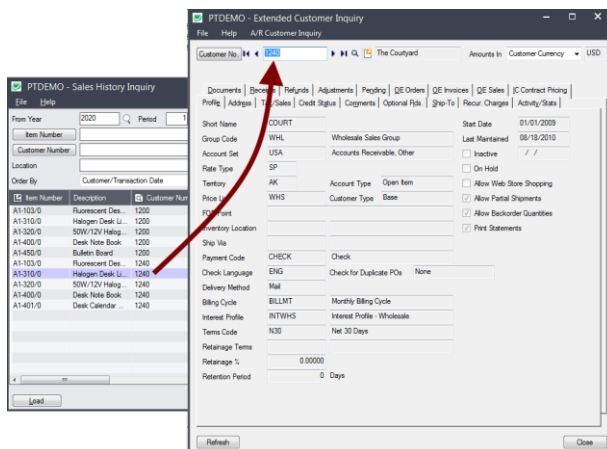 PTDEMO - Extended Customer Inquiry
File Help A/R Customer Inquiry
Customer No. 1240 The Courtyard Amounts In Customer Currency USD
Documents Receipts Refunds Adjustments Pending OE Orders OE Invoices OE Sales IC Contract Pricing
Profile Address Tax/Sales Credit Status Comments Optional Flds. Ship-To Recur. Charges Activity/Stats
Short Name COURT Start Date 01/01/2009
Group Code WHL Wholesale Sales Group Last Maintained 08/18/2010
Account Set USA Accounts Receivable, Other Inactive / /
Rate Type SP On Hold
Territory AK Account Type Open Item Allow Web Store Shopping
Price List WHS Customer Type Base Allow Partial Shipments
FOB Point Allow Backorder Quantities
Inventory Location Print Statements
Ship Via
Payment Code CHECK Check
Check Language ENG Check for Duplicate POs None
Delivery Method Mail
Billing Cycle BILLMT Monthly Billing Cycle
Interest Profile INTWHS Interest Profile - Wholesale
Terms Code N30 Net 30 Days
Retainage Terms
Retainage % 0.00000
Retention Period 0 Days
Refresh Close
PTDEMO - Sales History Inquiry
File Help
From Year 2020 Period 1
Item Number
Customer Number
Location
Order By Customer/Transaction Date
Item Number Description Customer Num
A1-103/0 Fluorescent Des... 1200
A1-310/0 Halogen Desk Li... 1200
A1-320/0 50W/12V Halog... 1200
A1-400/0 Desk Note Book 1200
A1-450/0 Bulletin Board 1200
A1-103/0 Fluorescent Des... 1240
A1-310/0 Halogen Desk Li... 1240
A1-320/0 50W/12V Halog... 1240
A1-400/0 Desk Note Book 1240
A1-401/0 Desk Calendar ... 1240
Load